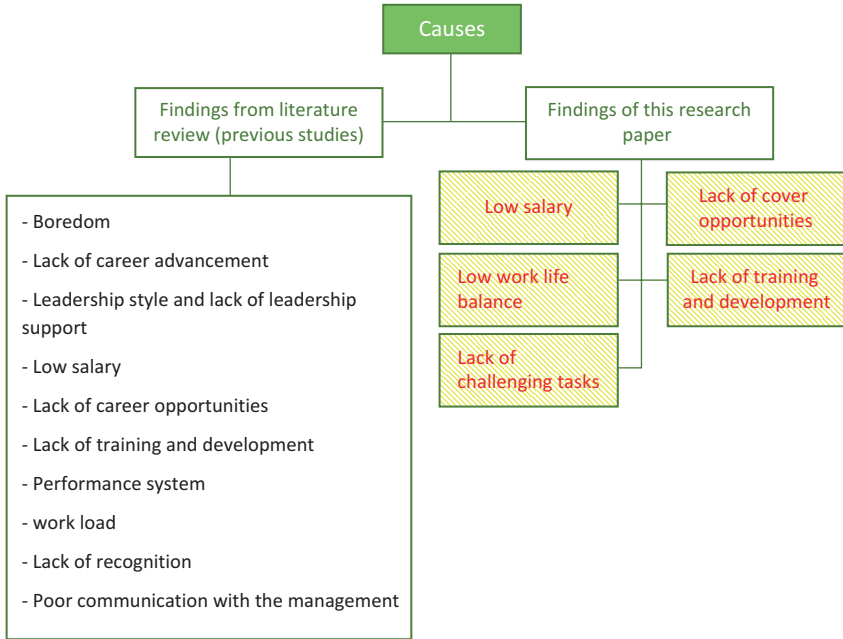 Causes
Findings from literature
review (previous studies)
- Boredom
- Lack of career advancement
- Leadership style and lack of leadership
support
- Low salary
- Lack of career opportunities
- Lack of training and development
- Performance system
- work load
- Lack of recognition
- Poor communication with the management
Findings of this research
paper
Low salary
Lack of cover
opportunities
Low work life
balance
Lack of training
and development
Lack of
challenging tasks